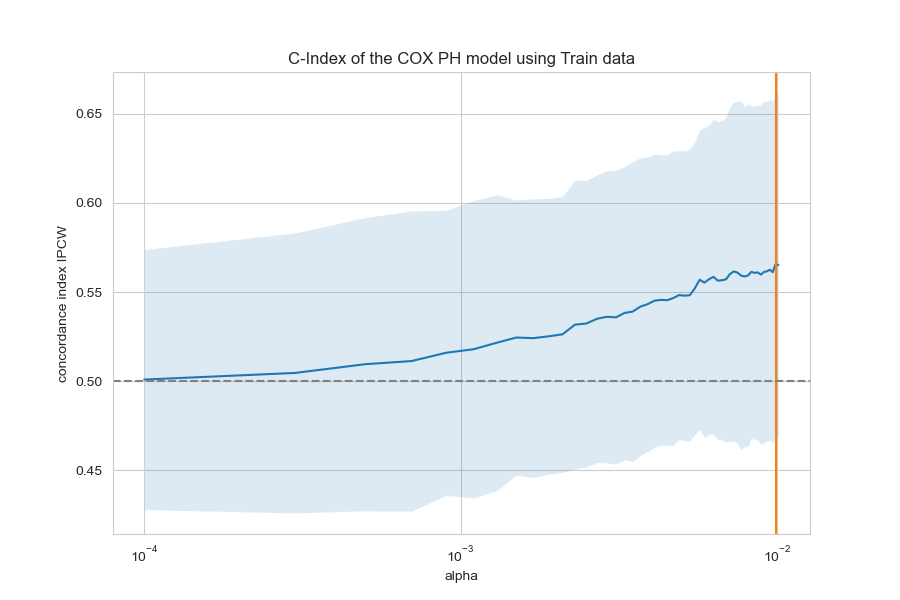 C-Index of the COX PH model using Train data
concordance index IPCW
0.65
0.60
0.55
0.50
0.45
10⁻⁴
10⁻³
10⁻²
alpha